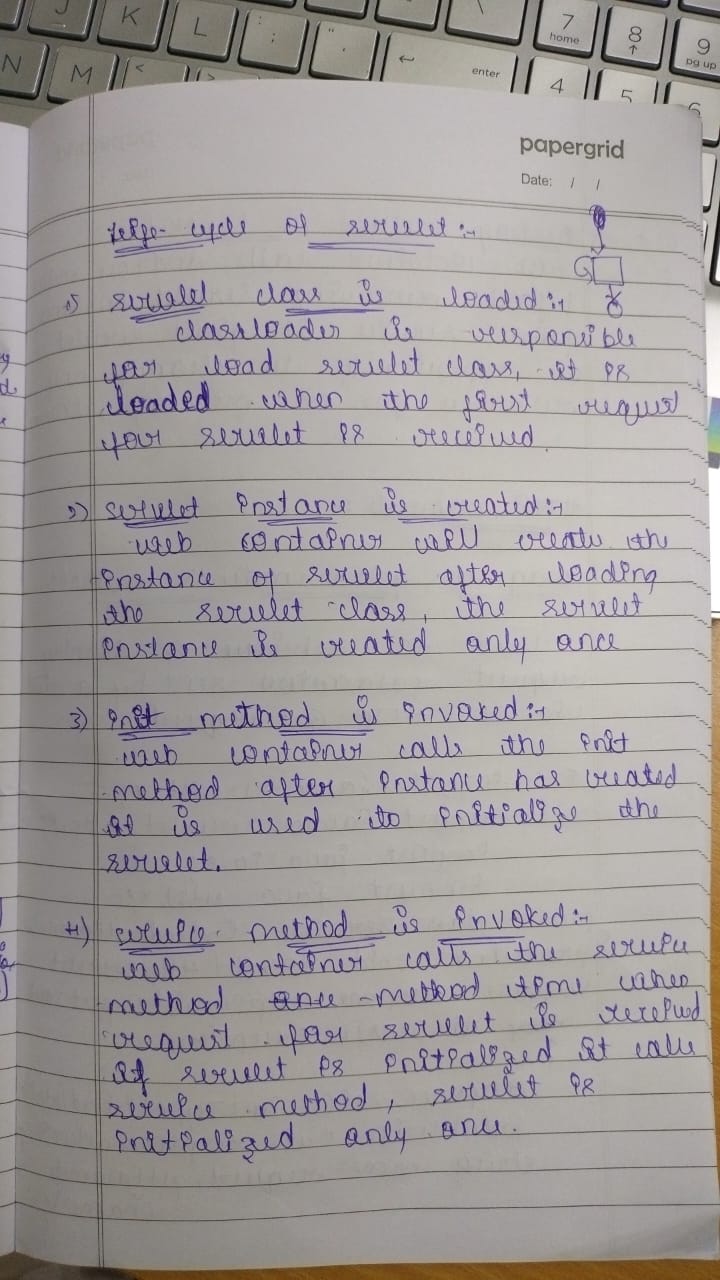 J
K
L
:
;
"
'
\
7
home
8
↑
9
pg up
N
M
<
>
enter
4
5
6
papergrid
Date: / /
Life cycle of servlet :-
1) servlet class is loaded :-
classloader is responsible
for load servlet class, it is
loaded when the first request
for servlet is received.
2) servlet instance is created :-
web container will create the
instance of servlet after loading
the servlet class, the servlet
instance is created only once
3) init method is invoked :-
web container calls the init
method after instance has created
it is used to initialize the
servlet.
4) service method is invoked :-
web container calls the service
method method time when
request for servlet is received
if servlet is initialized it calls
service method, servlet is
initialized only once.